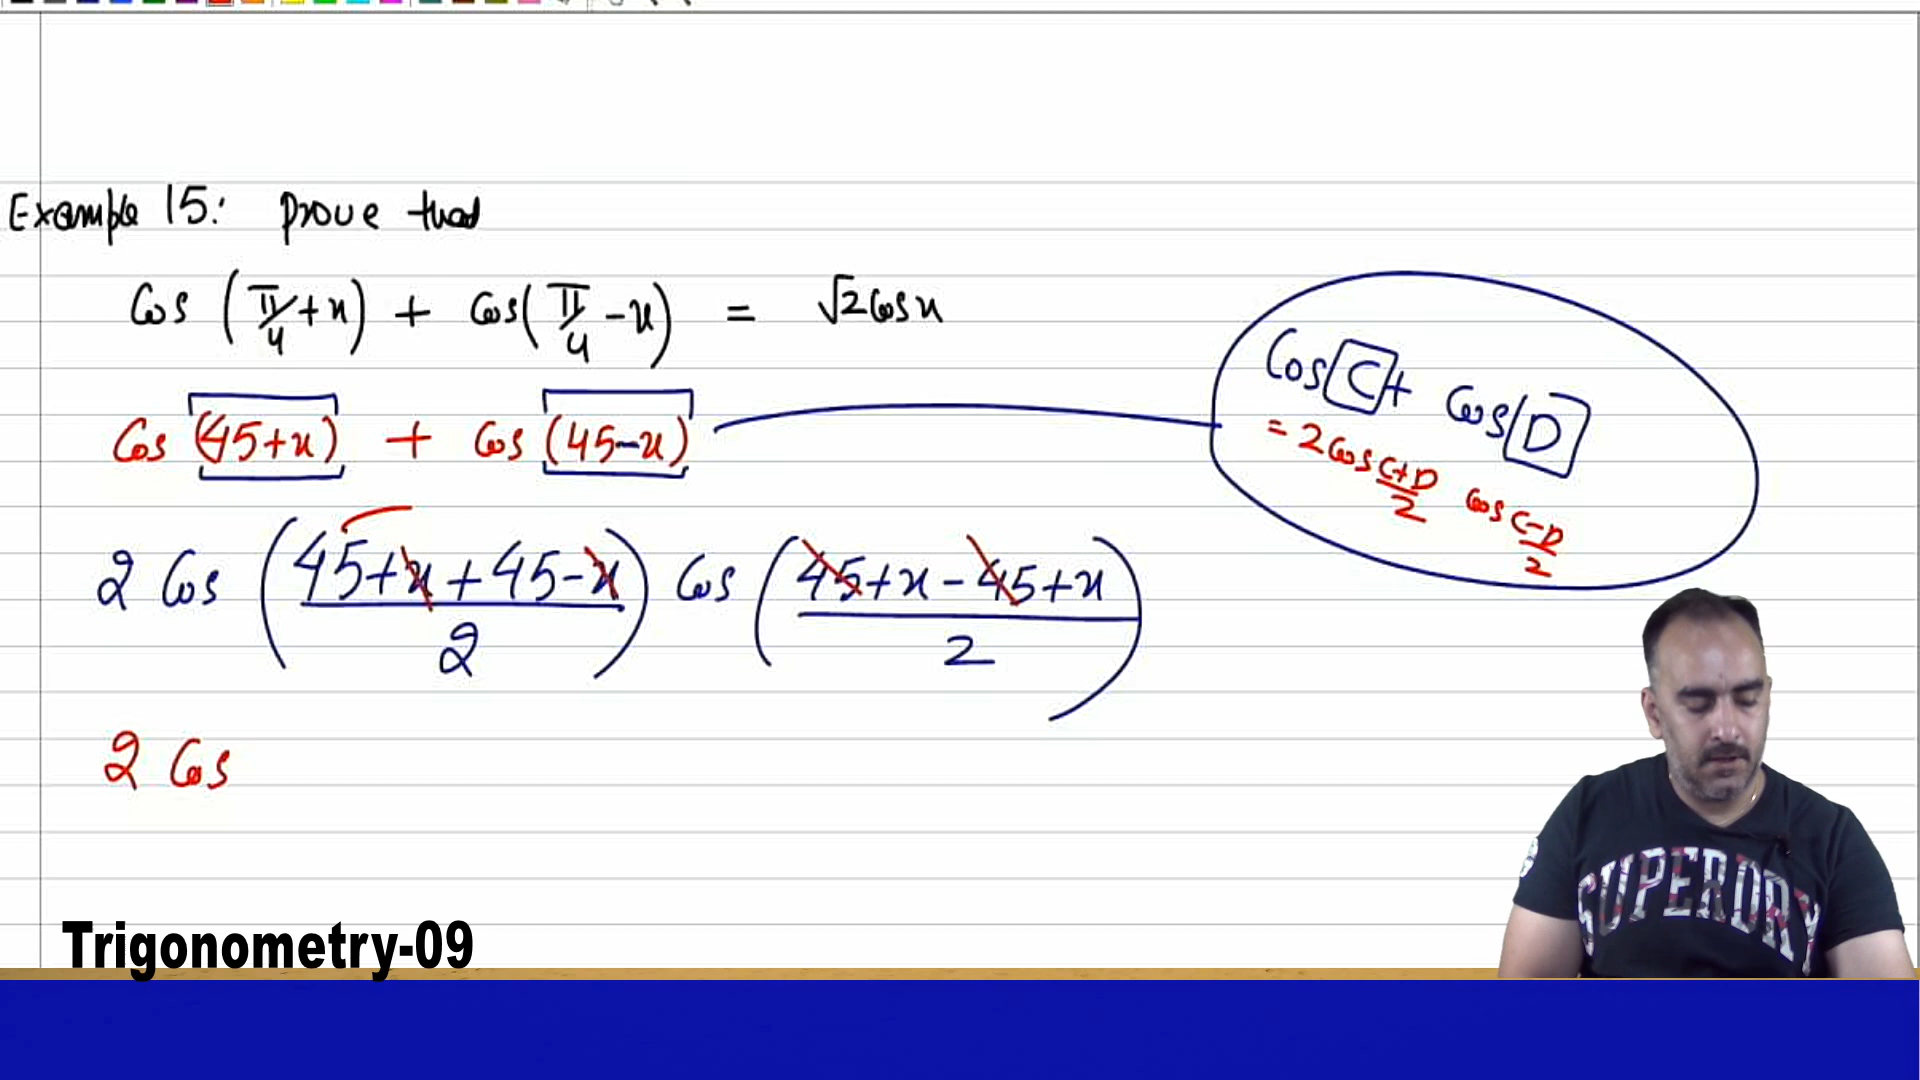 Example 15: Prove that
Cos (π/4 + x) + Cos(π/4 - x) = √2 Cos x
Cos (45+x) + Cos (45-x)
Cos C + Cos D
= 2 Cos C+D/2 Cos C-D/2
2 Cos (45+x+45-x/2) Cos (45+x-45+x/2)
2 Cos
SUPERDRY
Trigonometry-09